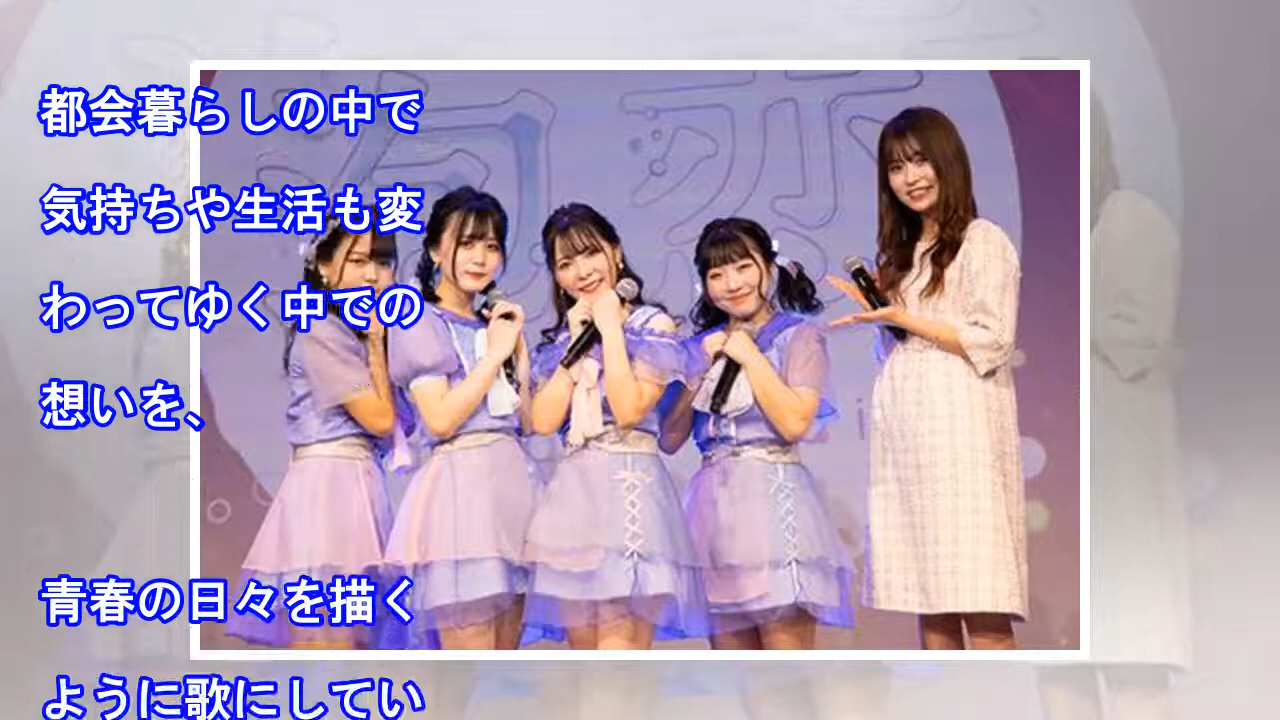 都会暮らしの中で
気持ちや生活も変
わってゆく中での
想いを、
青春の日々を描く
ように歌にしてい